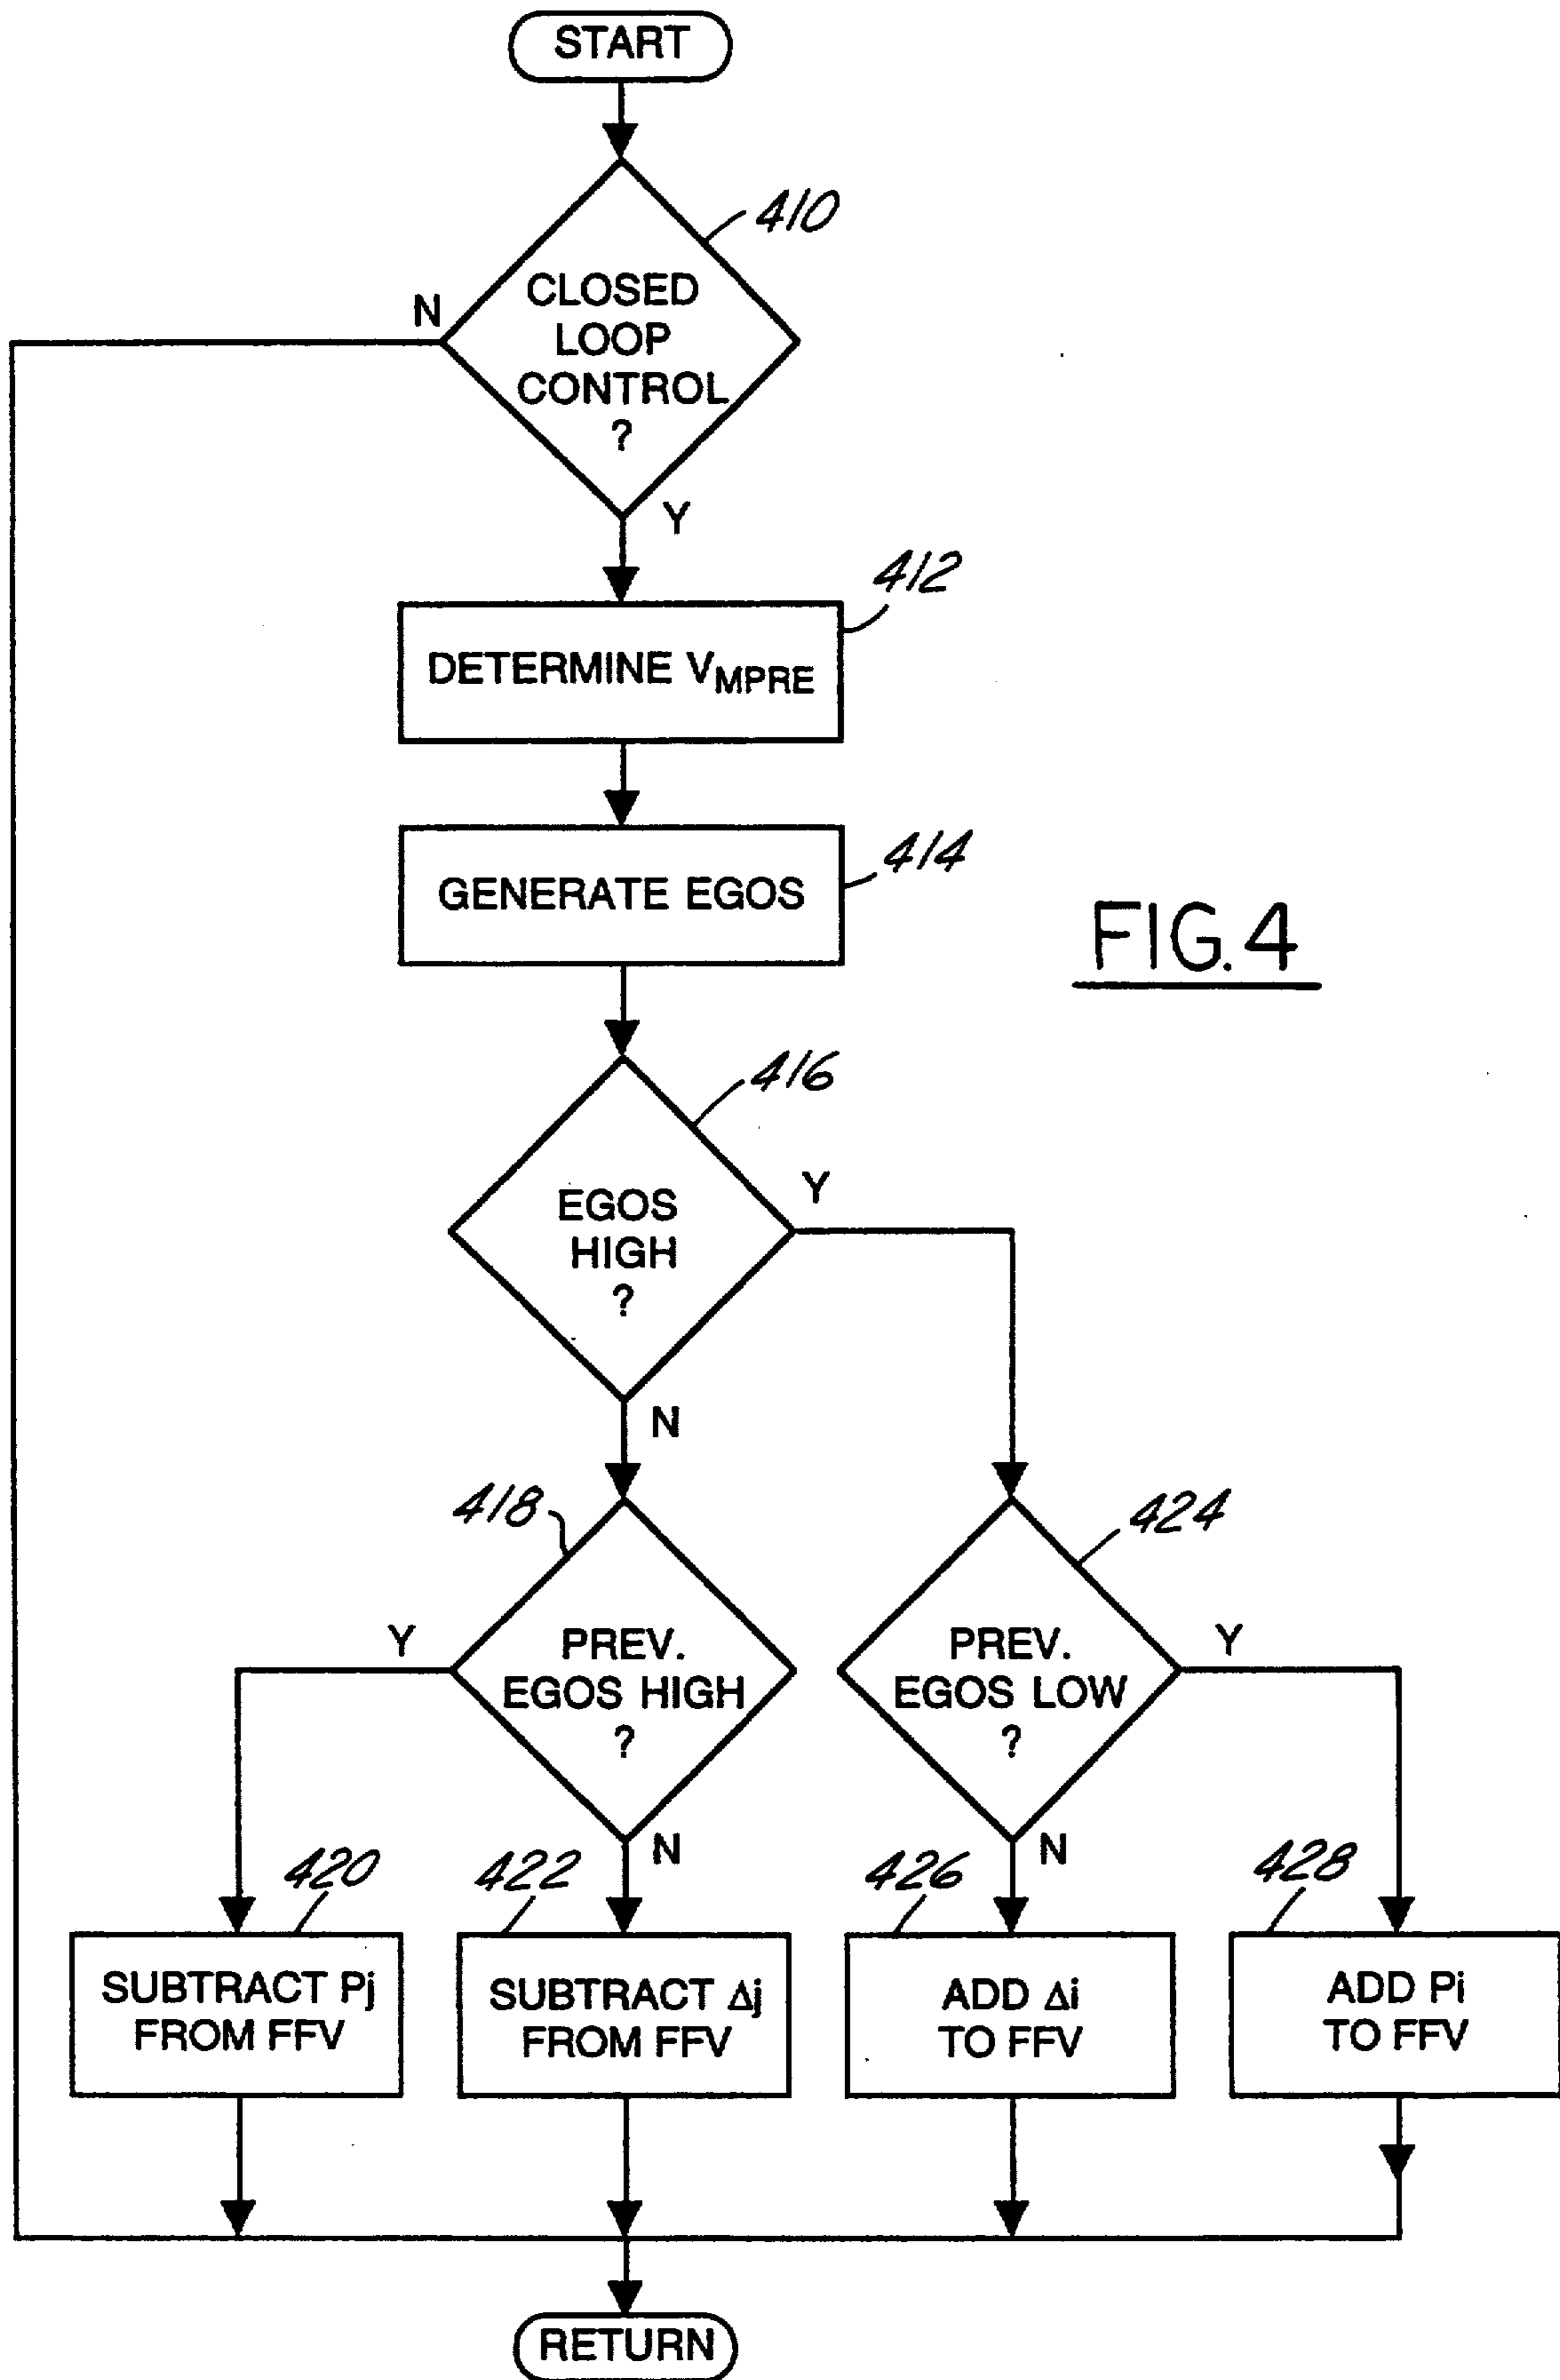 START
410
CLOSED
LOOP
CONTROL
?
N
Y
412
DETERMINE VMPRE
414
GENERATE EGOS
FIG.4
416
EGOS
HIGH
?
Y
N
418
424
PREV.
EGOS HIGH
?
Y
N
PREV.
EGOS LOW
?
Y
N
420
422
426
428
SUBTRACT Pj
FROM FFV
SUBTRACT Δj
FROM FFV
ADD Δi
TO FFV
ADD Pi
TO FFV
RETURN